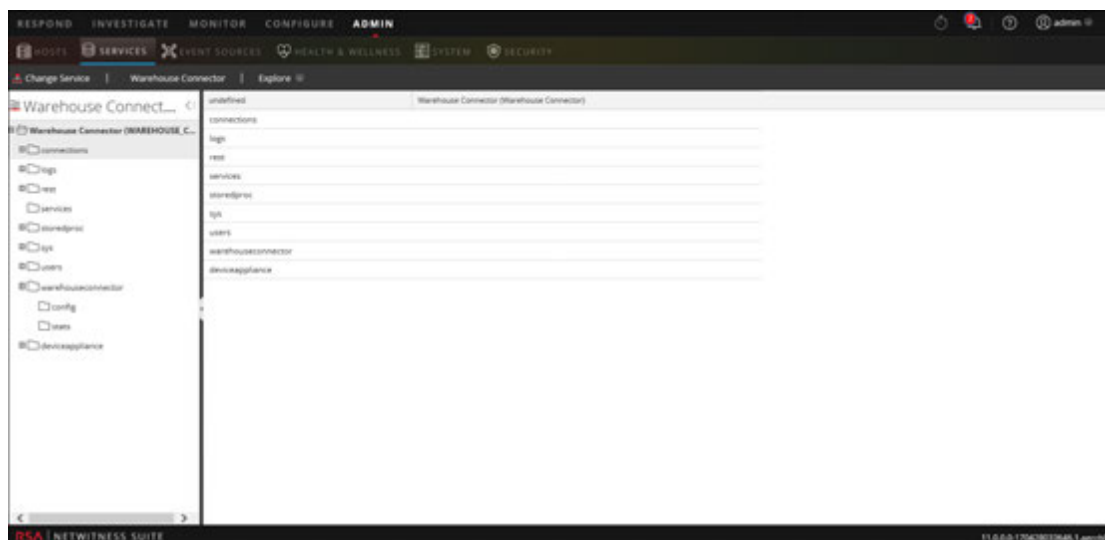 RESPOND INVESTIGATE MONITOR CONFIGURE ADMIN
admin
HOSTS SERVICES EVENT SOURCES HEALTH & WELLNESS SYSTEM SECURITY
Change Service | Warehouse Connector | Explore
Warehouse Connect...
Warehouse Connector (WAREHOUSE_C...
connections
logs
rest
services
storedproc
sys
users
warehouseconnector
config
stats
deviceappliance
undefined Warehouse Connector (Warehouse Connector)
connections
logs
rest
services
storedproc
sys
users
warehouseconnector
deviceappliance
RSA | NETWITNESS SUITE